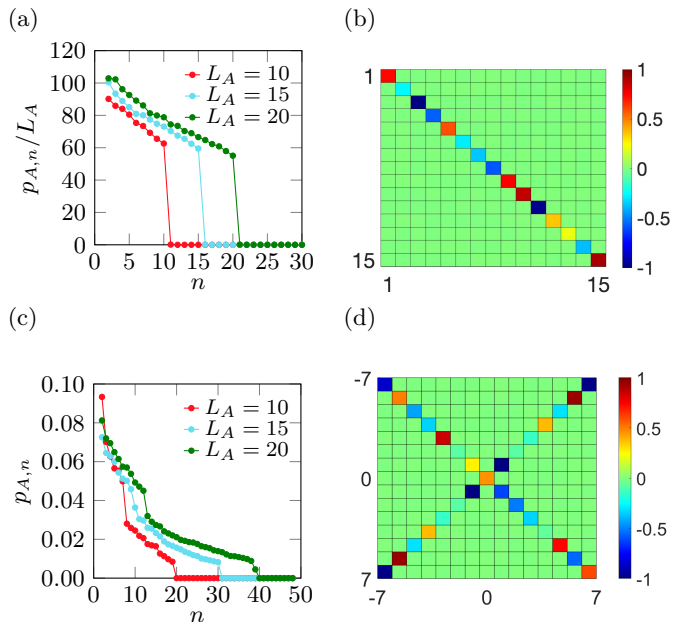 (a)
120
100
80
60
40
20
0
p_{A,n}/L_A
L_A = 10
L_A = 15
L_A = 20
0 5 10 15 20 25 30
n
(b)
1
15
1 15
1
0.5
0
-0.5
-1
(c)
0.10
0.08
0.06
0.04
0.02
0.00
p_{A,n}
L_A = 10
L_A = 15
L_A = 20
0 10 20 30 40 50
n
(d)
-7
0
7
-7 0 7
1
0.5
0
-0.5
-1